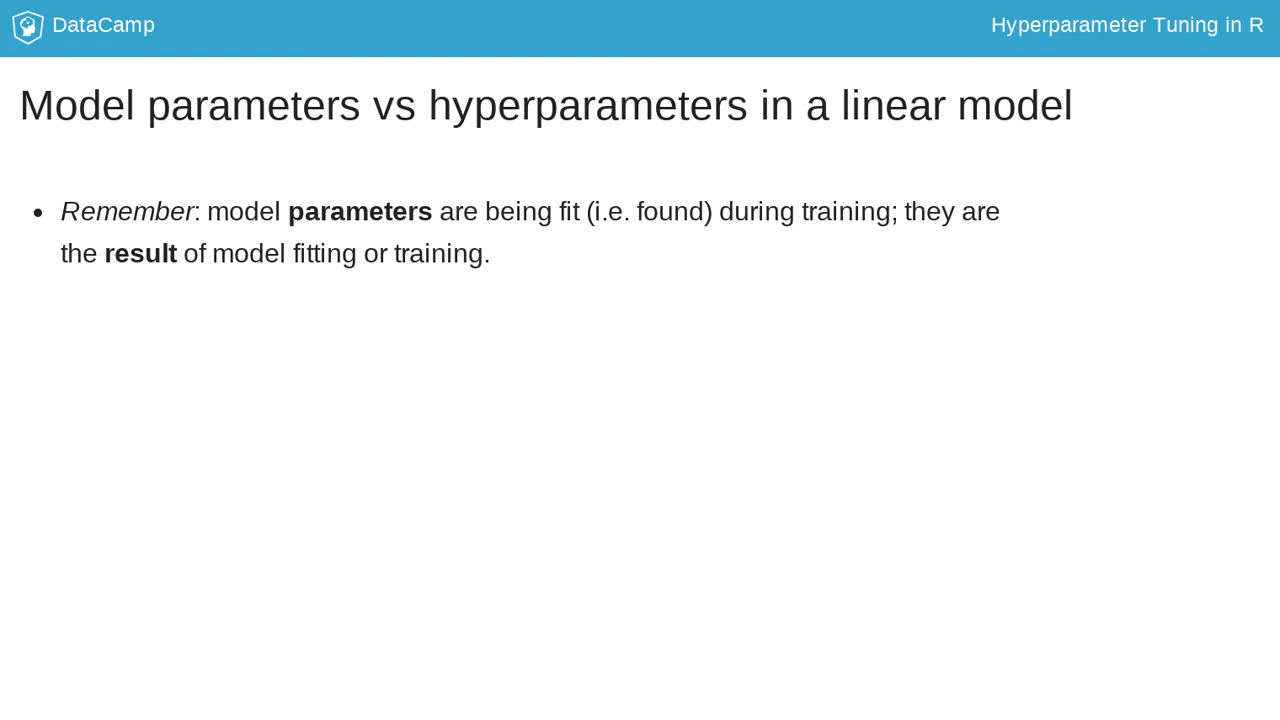 DataCamp
Hyperparameter Tuning in R
Model parameters vs hyperparameters in a linear model
• Remember: model parameters are being fit (i.e. found) during training; they are
the result of model fitting or training.